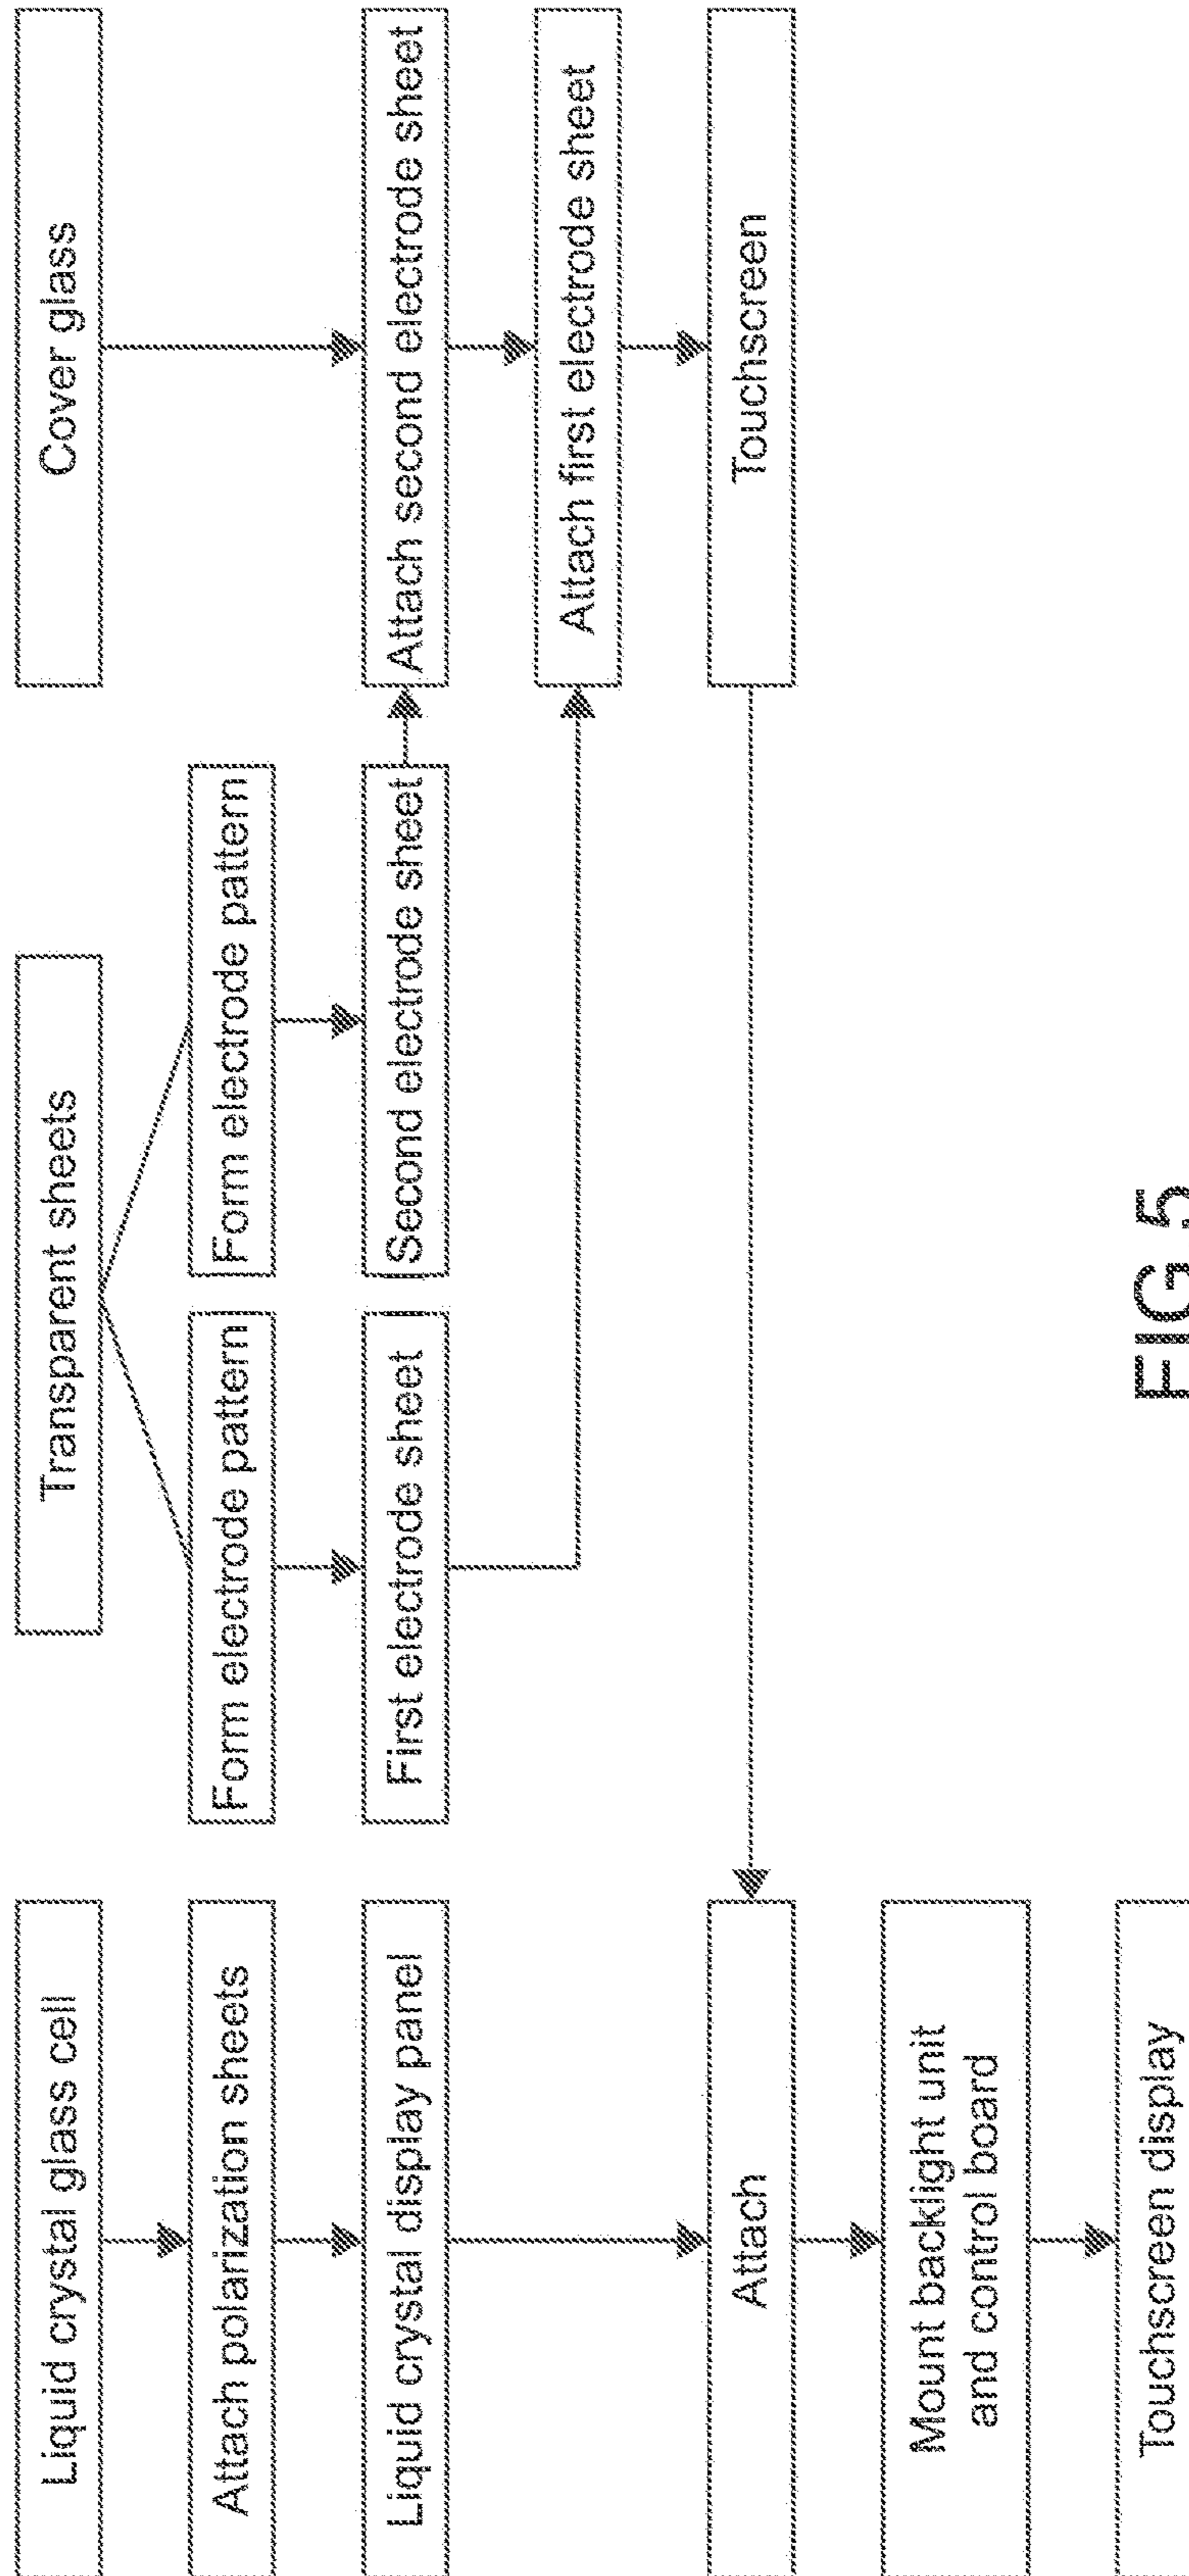 Liquid crystal glass cell
Transparent sheets
Cover glass
Attach polarization sheets
Form electrode pattern
Form electrode pattern
Liquid crystal display panel
First electrode sheet
Second electrode sheet
Attach second electrode sheet
Attach first electrode sheet
Attach
Touchscreen
Mount backlight unit
and control board
Touchscreen display
FIG 5